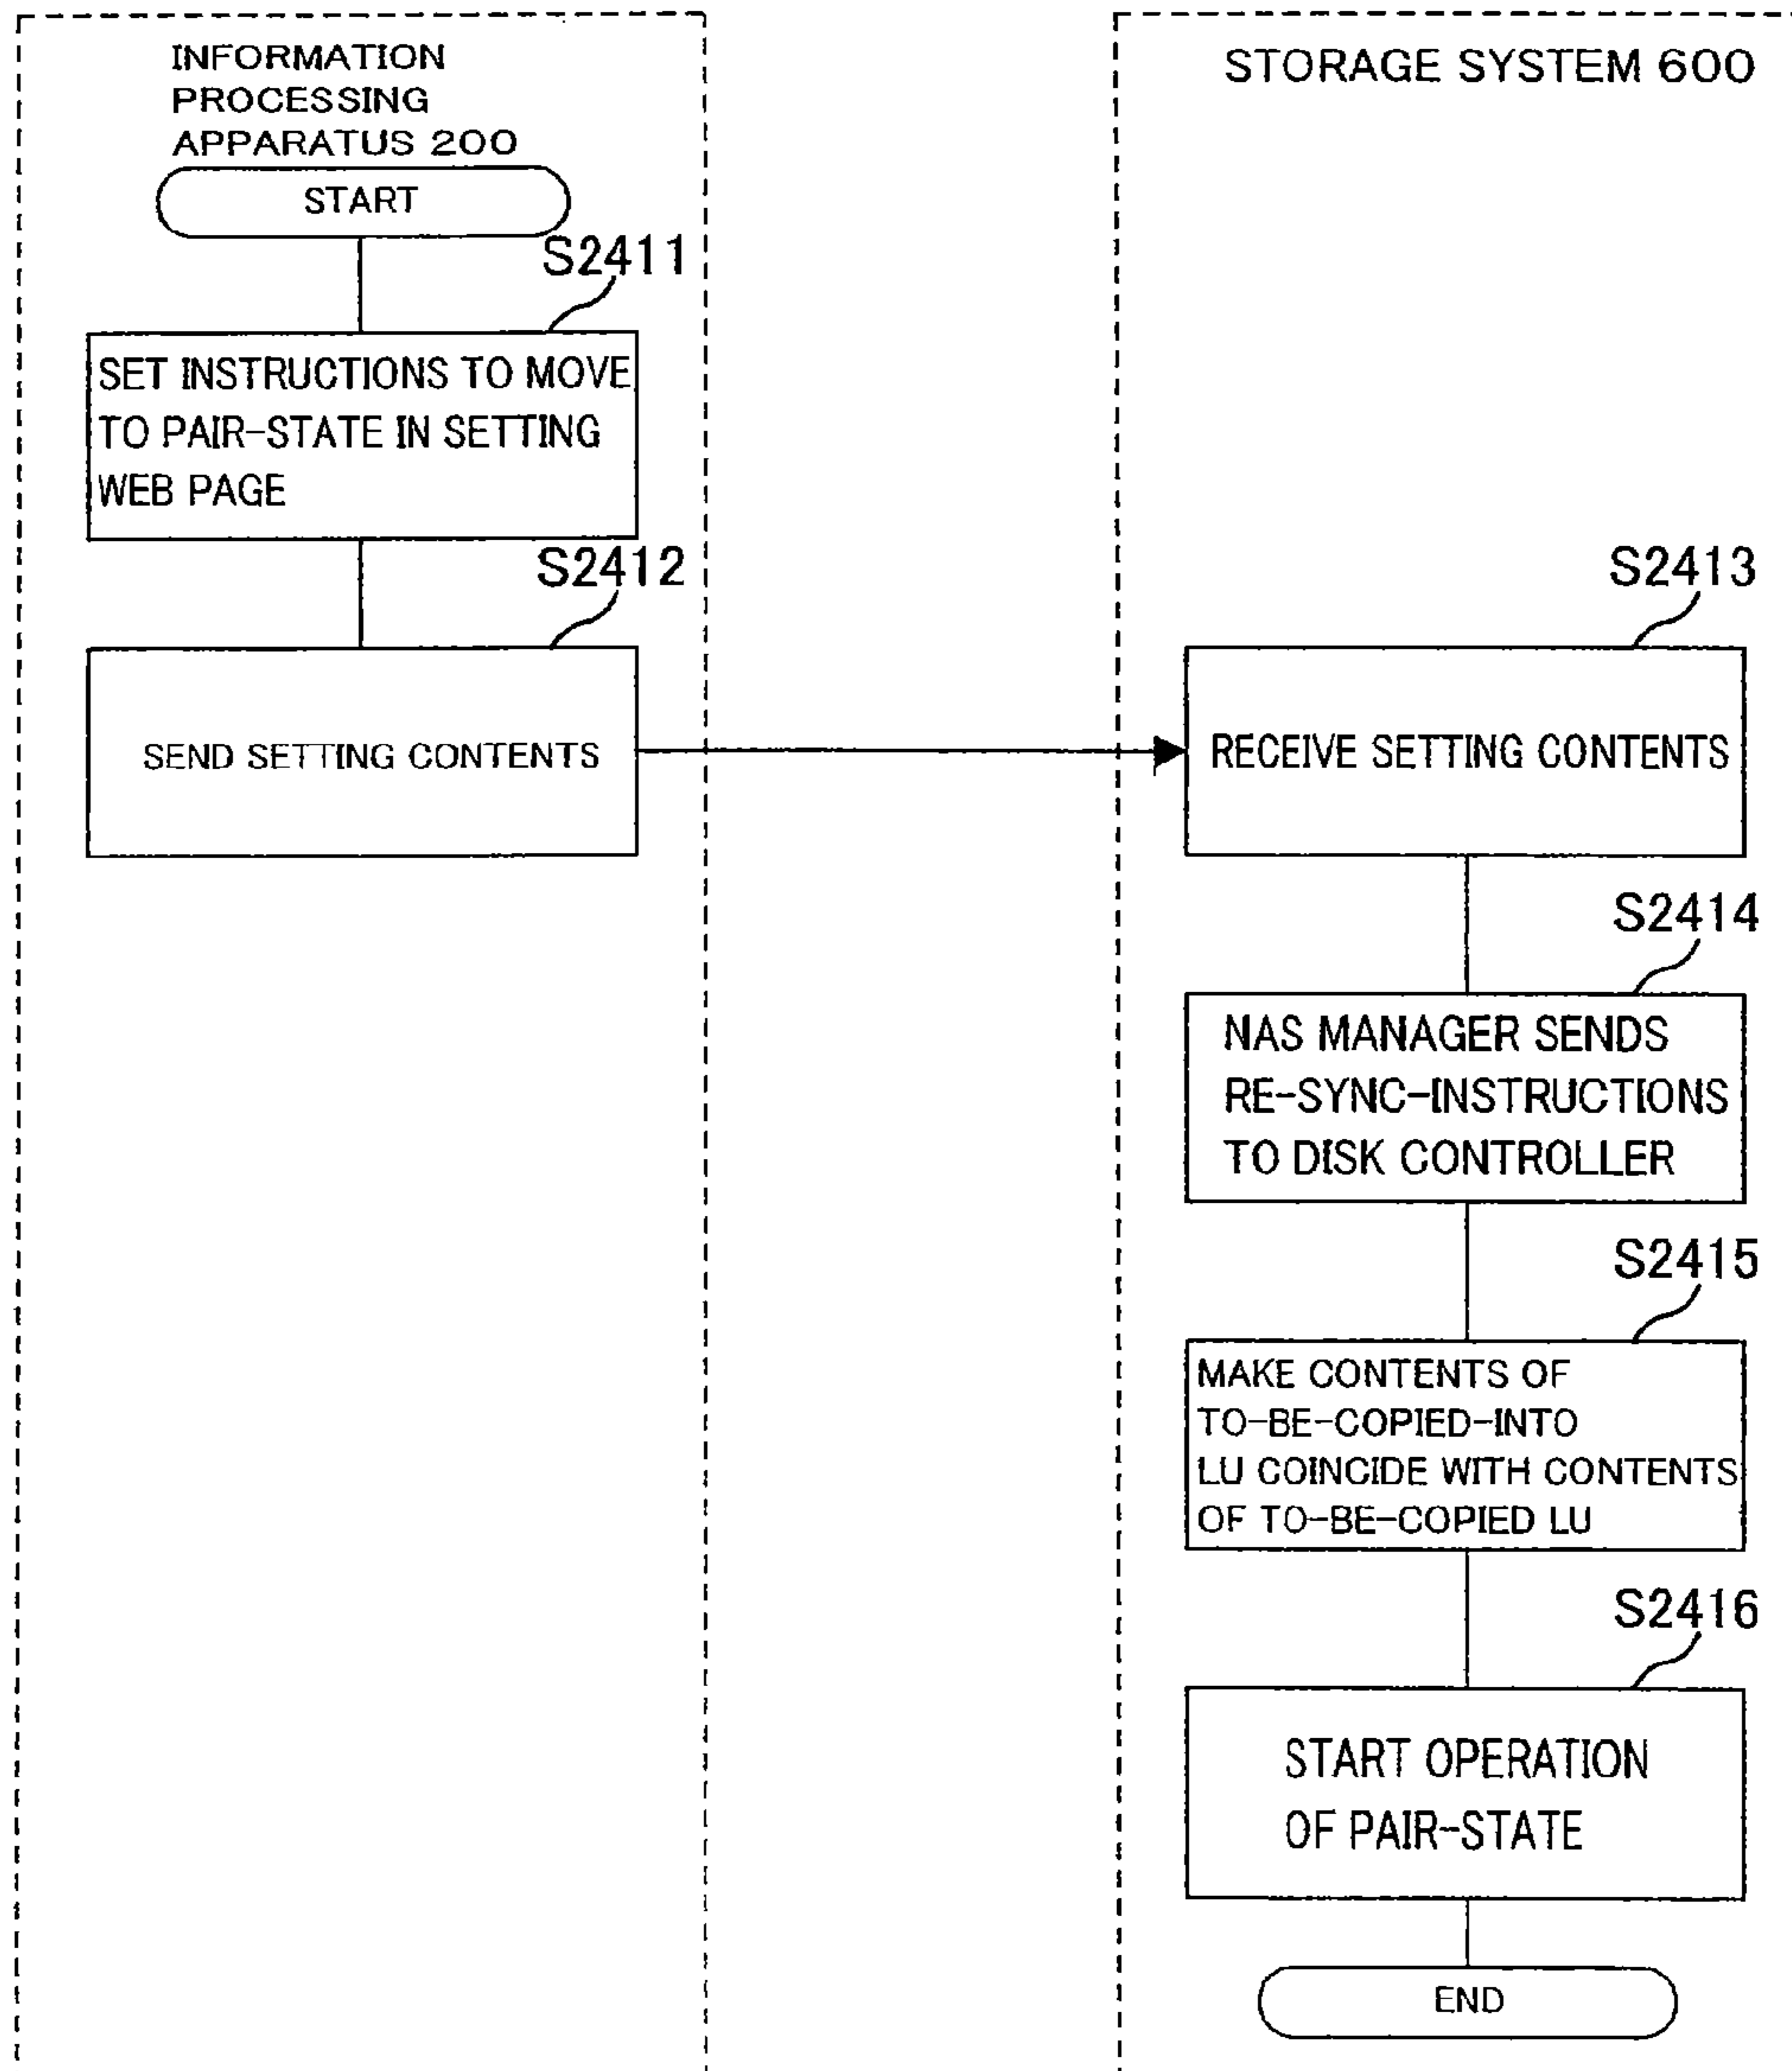 INFORMATION
PROCESSING
APPARATUS 200
START
S2411
SET INSTRUCTIONS TO MOVE
TO PAIR-STATE IN SETTING
WEB PAGE
S2412
SEND SETTING CONTENTS
STORAGE SYSTEM 600
S2413
RECEIVE SETTING CONTENTS
S2414
NAS MANAGER SENDS
RE-SYNC-INSTRUCTIONS
TO DISK CONTROLLER
S2415
MAKE CONTENTS OF
TO-BE-COPIED-INTO
LU COINCIDE WITH CONTENTS
OF TO-BE-COPIED LU
S2416
START OPERATION
OF PAIR-STATE
END